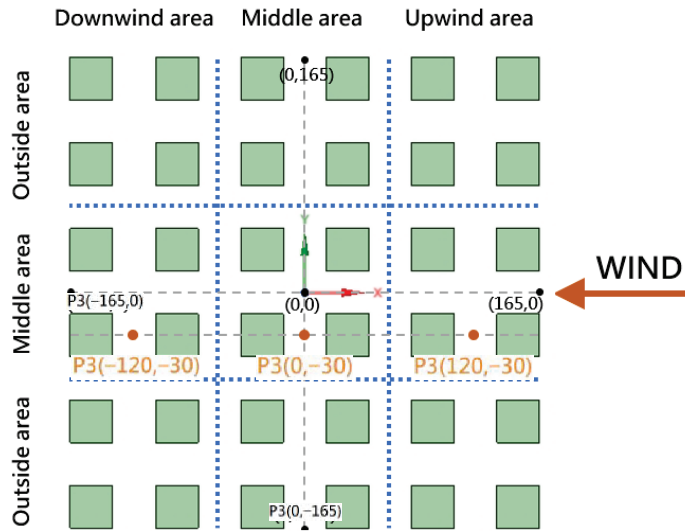 Downwind area Middle area Upwind area
Outside area
(0,165)
Middle area
Y
WIND
P3(−165,0)
(0,0)
X
(165,0)
P3(−120,−30)
P3(0,−30)
P3(120,−30)
Outside area
P3(0,−165)